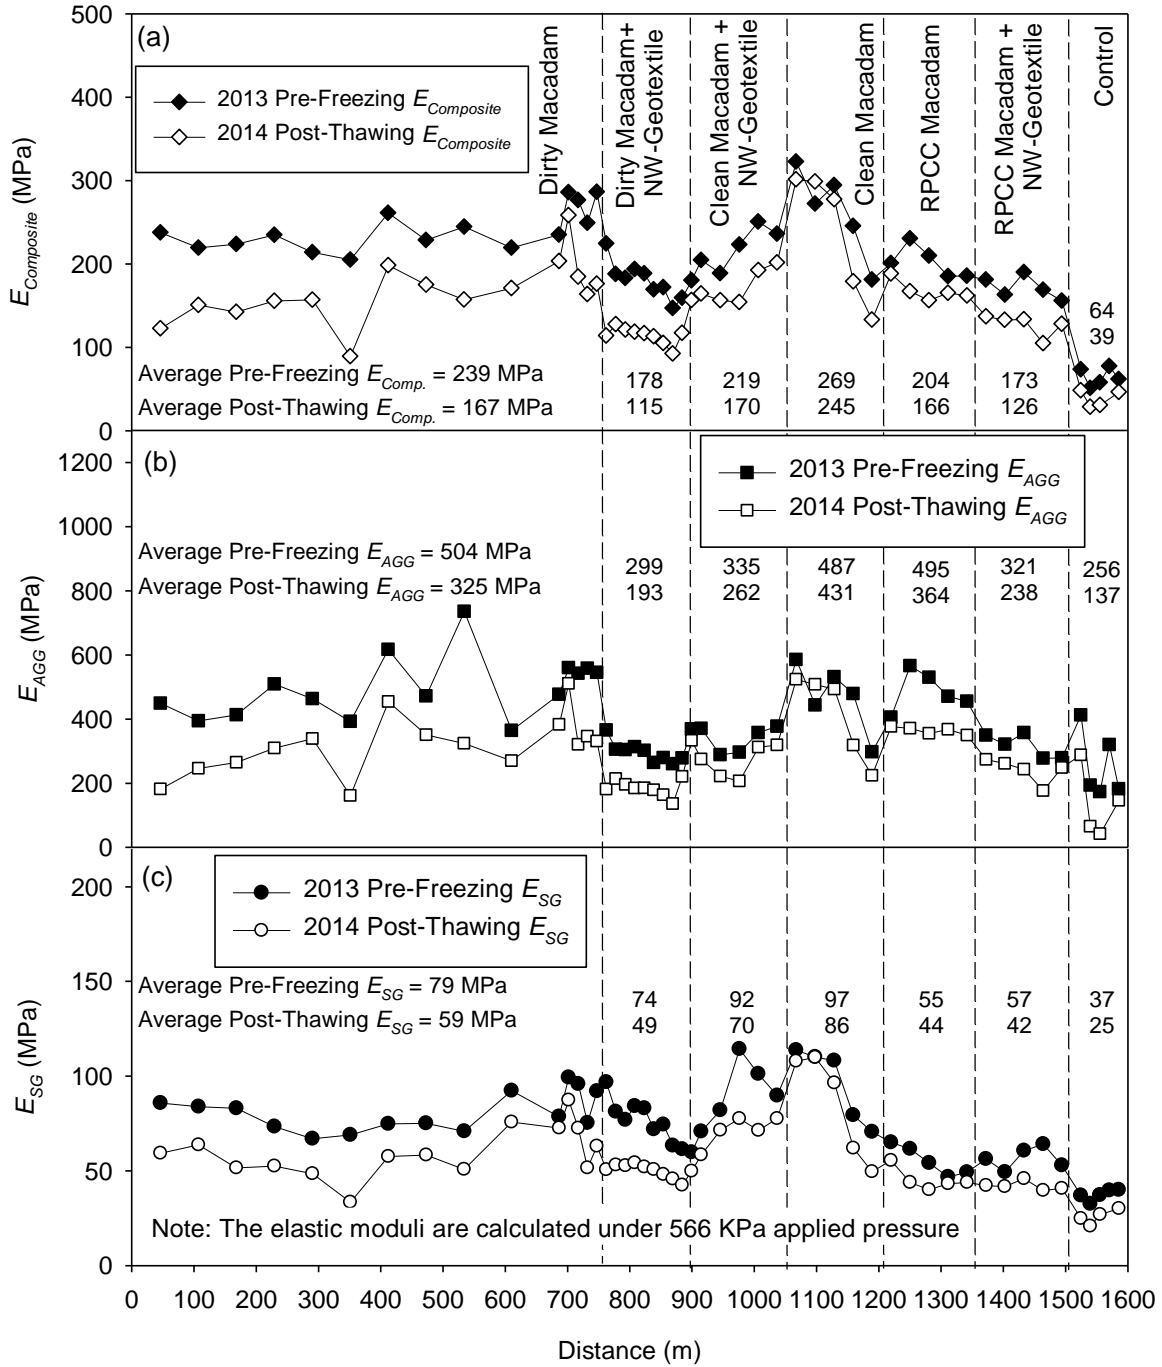 (a)
2013 Pre-Freezing E_Composite
2014 Post-Thawing E_Composite
Dirty Macadam
Dirty Macadam+
NW-Geotextile
Clean Macadam +
NW-Geotextile
Clean Macadam
RPCC Macadam
RPCC Macadam +
NW-Geotextile
Control
E_Composite (MPa)
500
400
300
200
100
0
Average Pre-Freezing E_Comp. = 239 MPa
Average Post-Thawing E_Comp. = 167 MPa
178
115
219
170
269
245
204
166
173
126
64
39
(b)
2013 Pre-Freezing E_AGG
2014 Post-Thawing E_AGG
E_AGG (MPa)
1200
1000
800
600
400
200
0
Average Pre-Freezing E_AGG = 504 MPa
Average Post-Thawing E_AGG = 325 MPa
299
193
335
262
487
431
495
364
321
238
256
137
(c)
2013 Pre-Freezing E_SG
2014 Post-Thawing E_SG
E_SG (MPa)
200
150
100
50
0
Average Pre-Freezing E_SG = 79 MPa
Average Post-Thawing E_SG = 59 MPa
74
49
92
70
97
86
55
44
57
42
37
25
Note: The elastic moduli are calculated under 566 KPa applied pressure
0 100 200 300 400 500 600 700 800 900 1000 1100 1200 1300 1400 1500 1600
Distance (m)